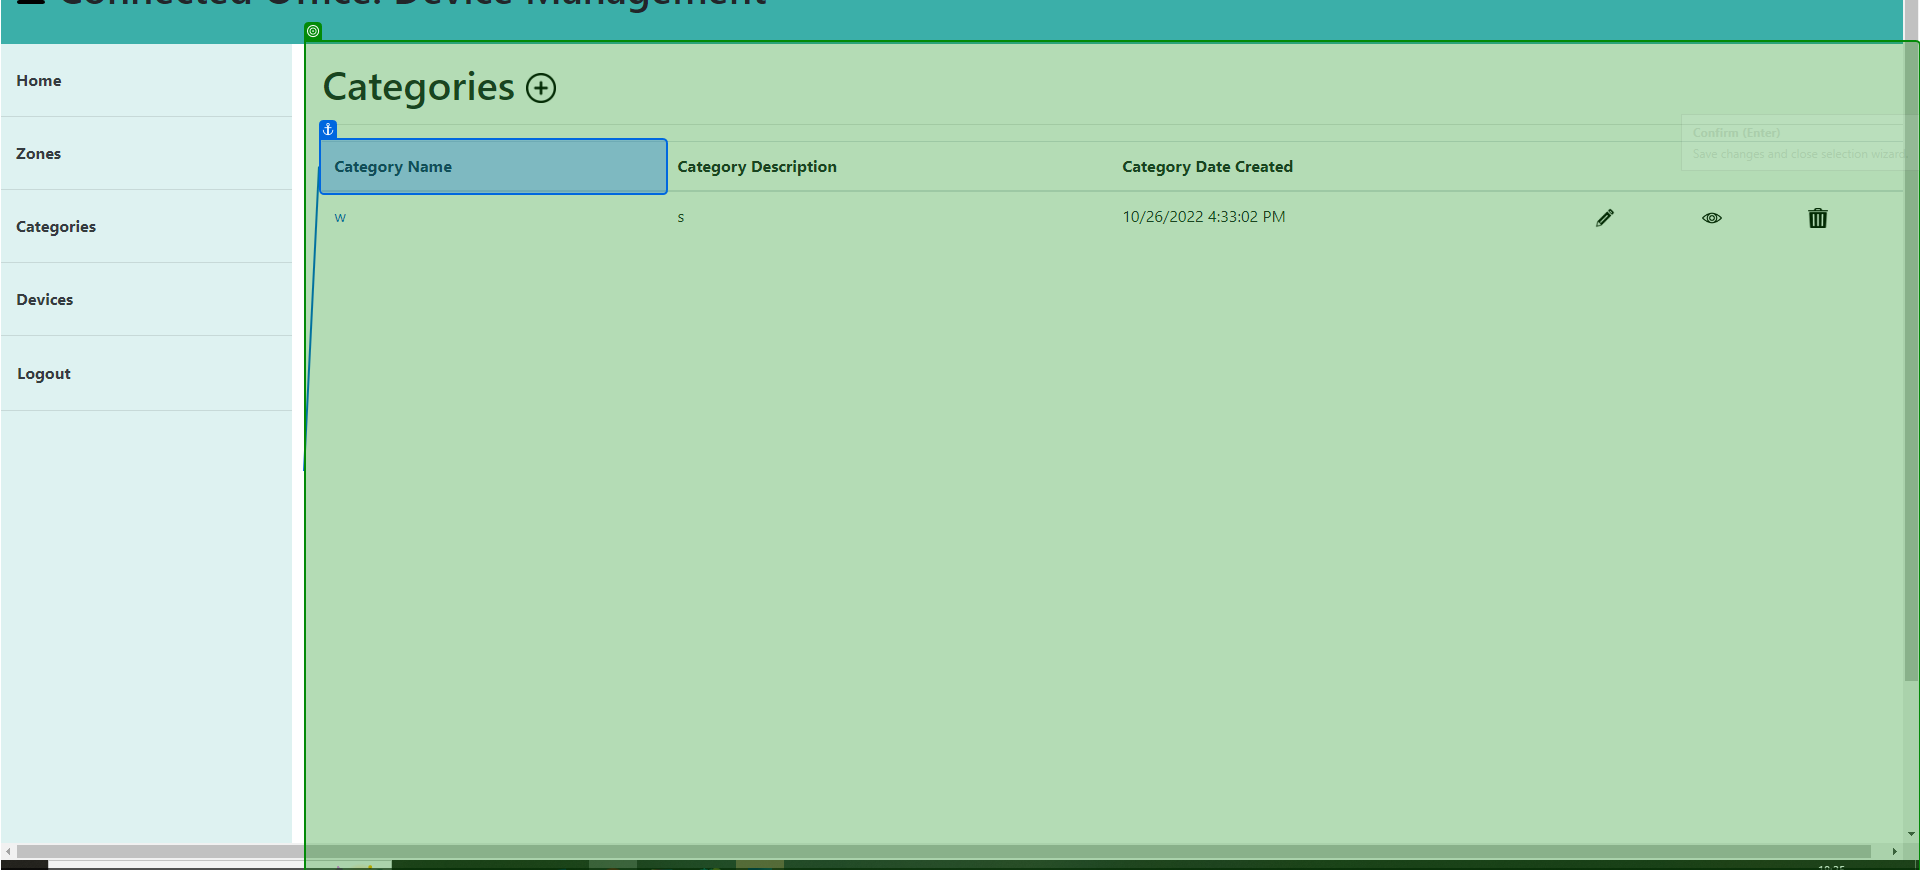 Connected Office: Device Management
Home
Zones
Categories
Devices
Logout
Categories
Confirm (Enter)
Save changes and close selection wizard.
Category Name Category Description Category Date Created
w s 10/26/2022 4:33:02 PM